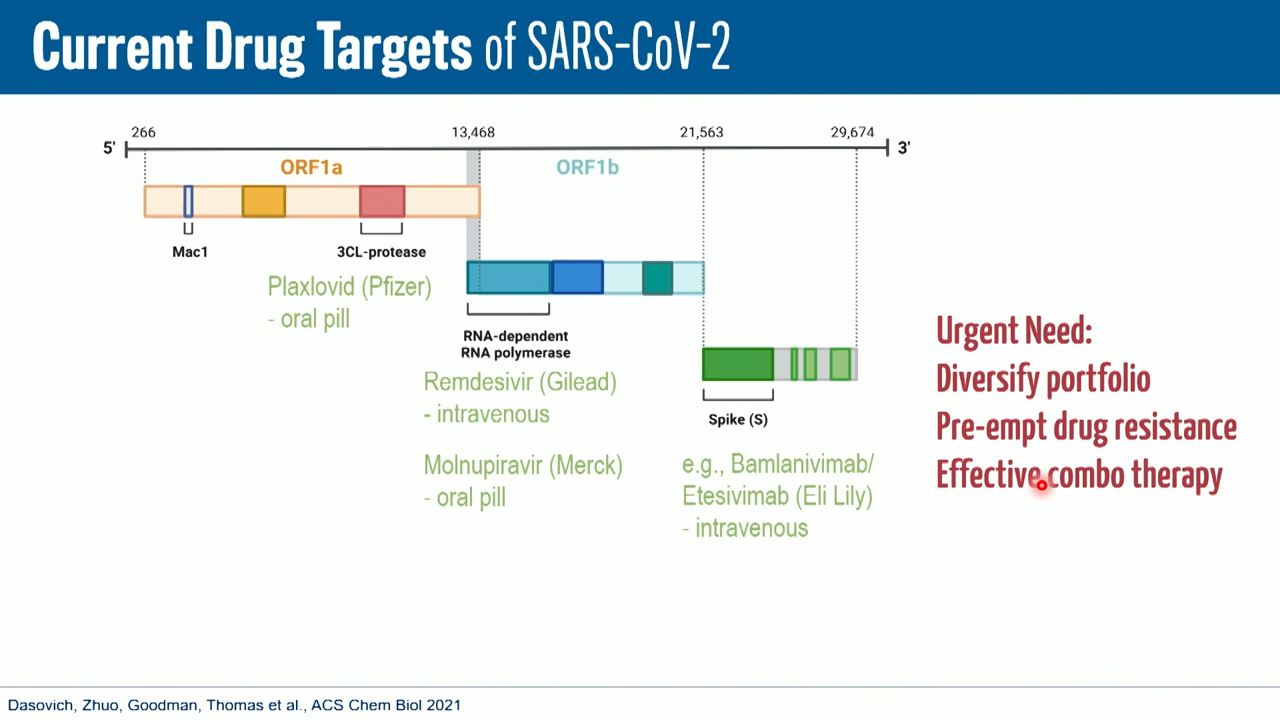 Current Drug Targets of SARS-CoV-2
266
13,468
21,563
29,674
5'
3'
ORF1a
ORF1b
Mac1
3CL-protease
Plaxlovid (Pfizer)
- oral pill
RNA-dependent
RNA polymerase
Remdesivir (Gilead)
- intravenous
Molnupiravir (Merck)
- oral pill
Spike (S)
e.g., Bamlanivimab/
Etesivimab (Eli Lily)
- intravenous
Urgent Need:
Diversify portfolio
Pre-empt drug resistance
Effective combo therapy
Dasovich, Zhuo, Goodman, Thomas et al., ACS Chem Biol 2021